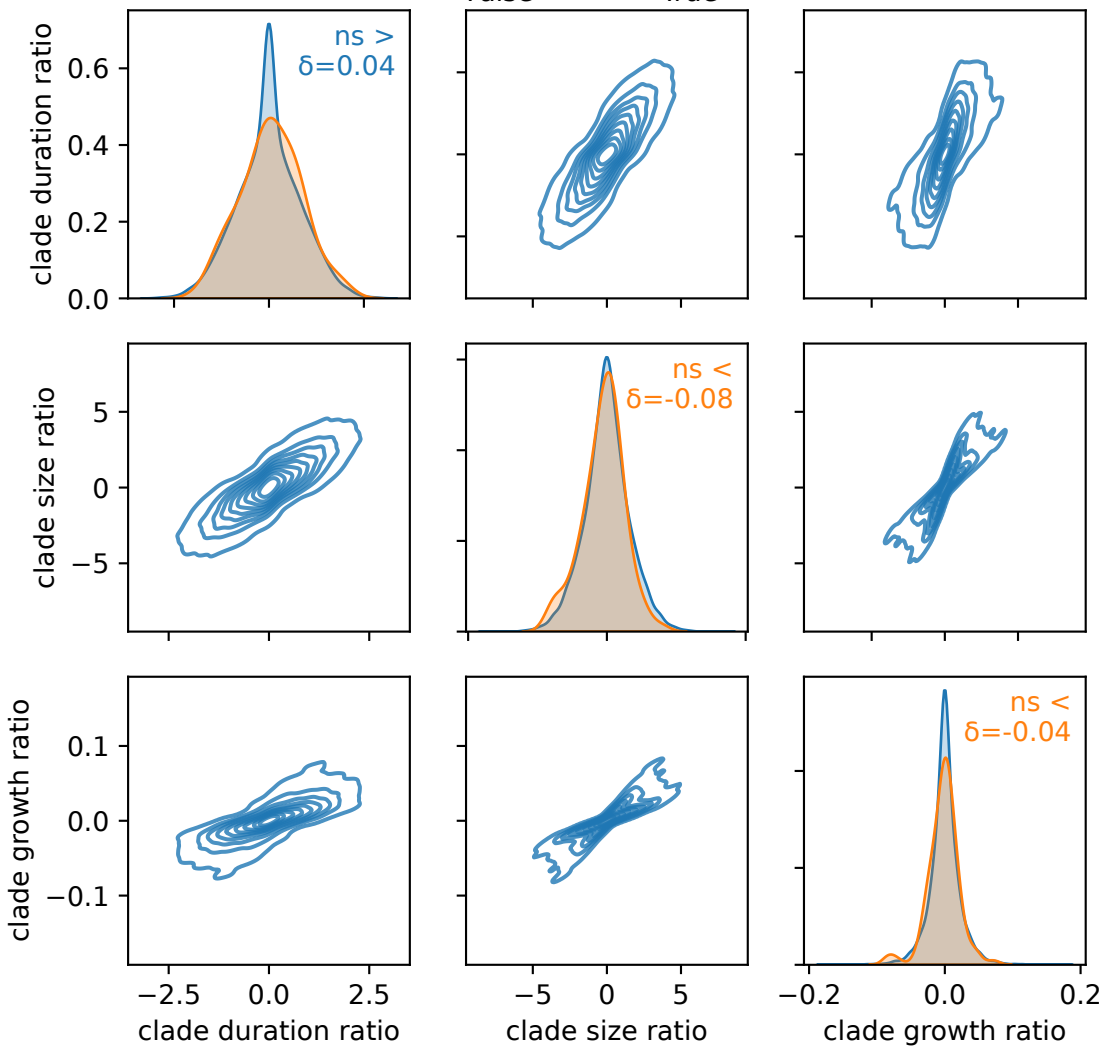 clade duration ratio
0.6
0.4
0.2
0.0
ns >
δ=0.04
clade size ratio
5
0
−5
ns <
δ=-0.08
clade growth ratio
0.1
0.0
−0.1
ns <
δ=-0.04
−2.5
0.0
2.5
−5
0
5
−0.2
0.0
0.2
clade duration ratio
clade size ratio
clade growth ratio